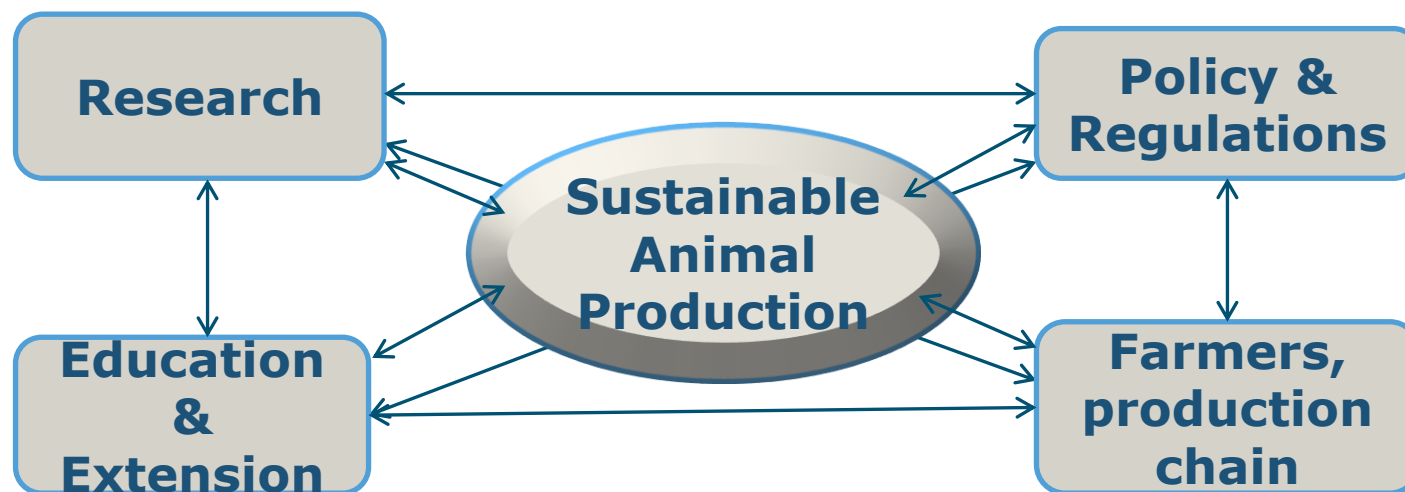 Research
Policy &
Regulations
Sustainable
Animal
Production
Education
&
Extension
Farmers,
production
chain